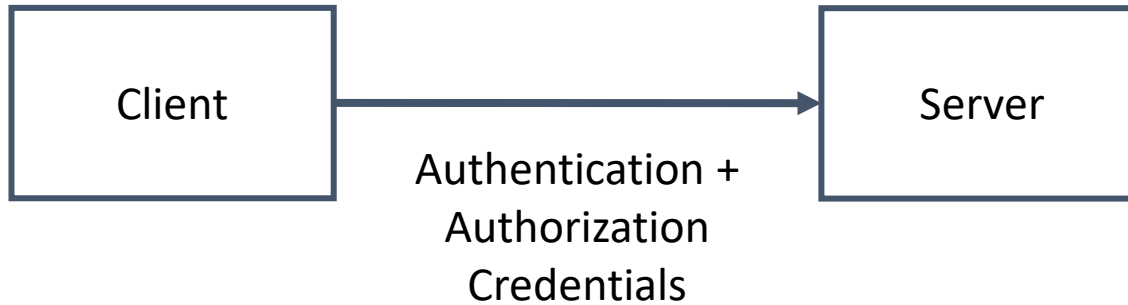 Client
Server
Authentication +
Authorization
Credentials